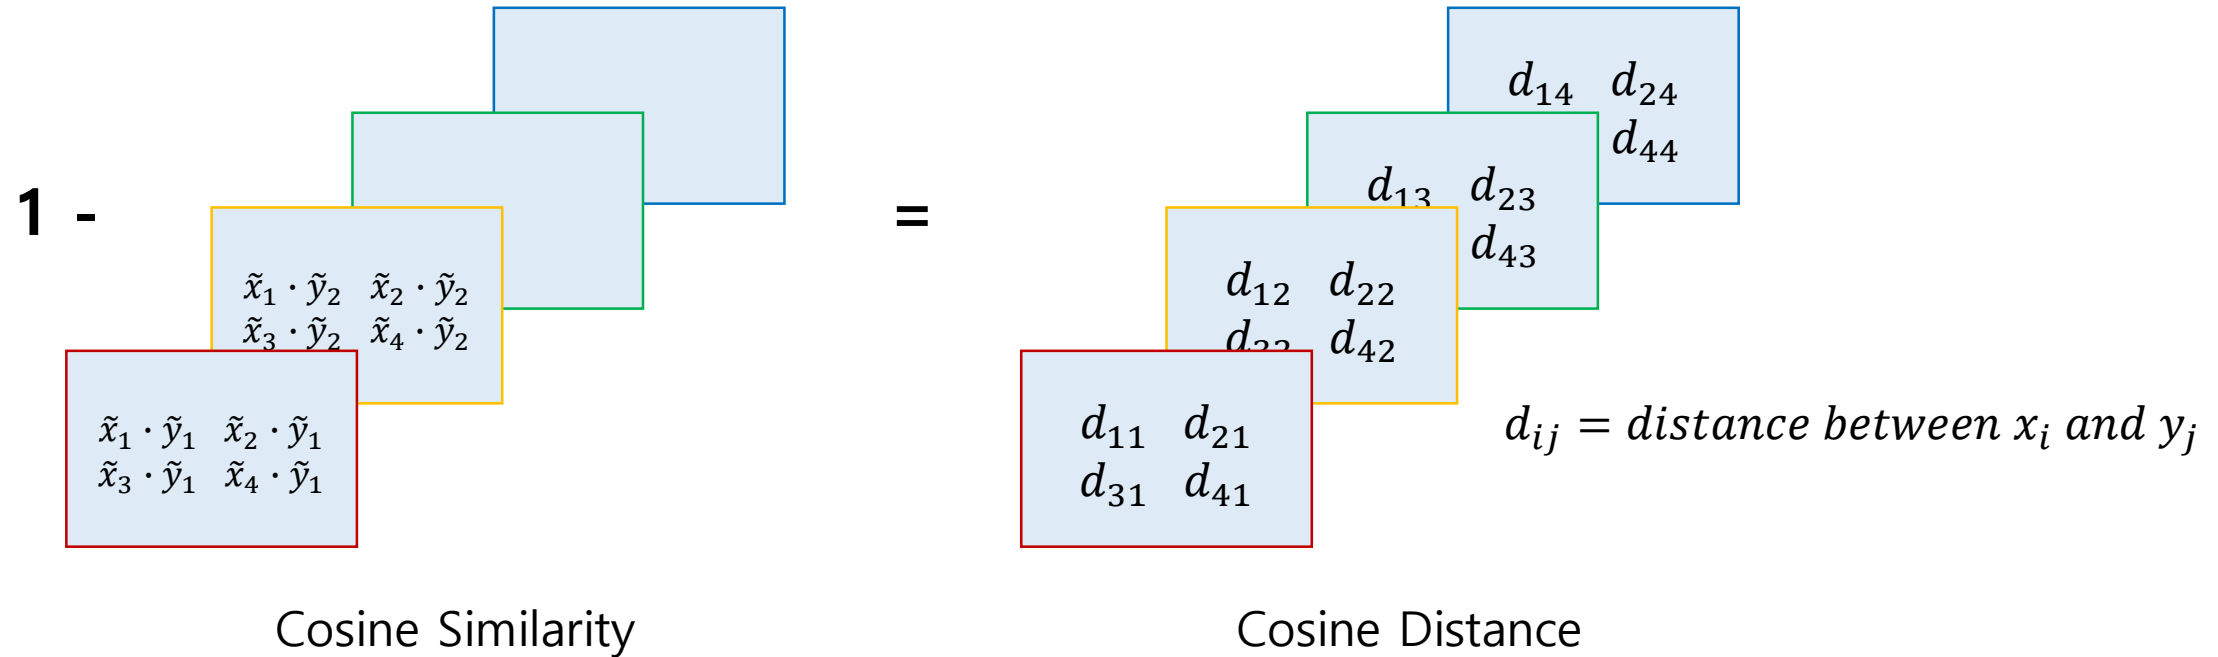 1 -
x̃₁ · ỹ₂ x̃₂ · ỹ₂
x̃₃ · ỹ₂ x̃₄ · ỹ₂
x̃₁ · ỹ₁ x̃₂ · ỹ₁
x̃₃ · ỹ₁ x̃₄ · ỹ₁
Cosine Similarity
=
d₁₄ d₂₄
d₄₄
d₁₃ d₂₃
d₄₃
d₁₂ d₂₂
d₃₂ d₄₂
d₁₁ d₂₁
d₃₁ d₄₁
Cosine Distance
dᵢⱼ = distance between xᵢ and yⱼ